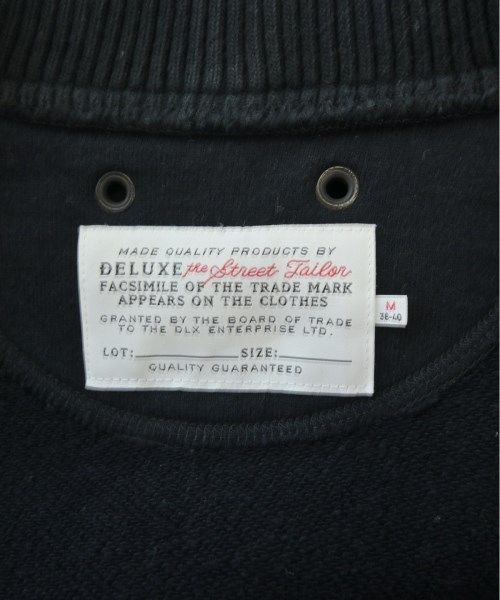 MADE QUALITY PRODUCTS BY
DELUXE the Street Tailor
FACSIMILE OF THE TRADE MARK
APPEARS ON THE CLOTHES
GRANTED BY THE BOARD OF TRADE
TO THE DLX ENTERPRISE LTD.
LOT: SIZE:
QUALITY GUARANTEED
M
38-40